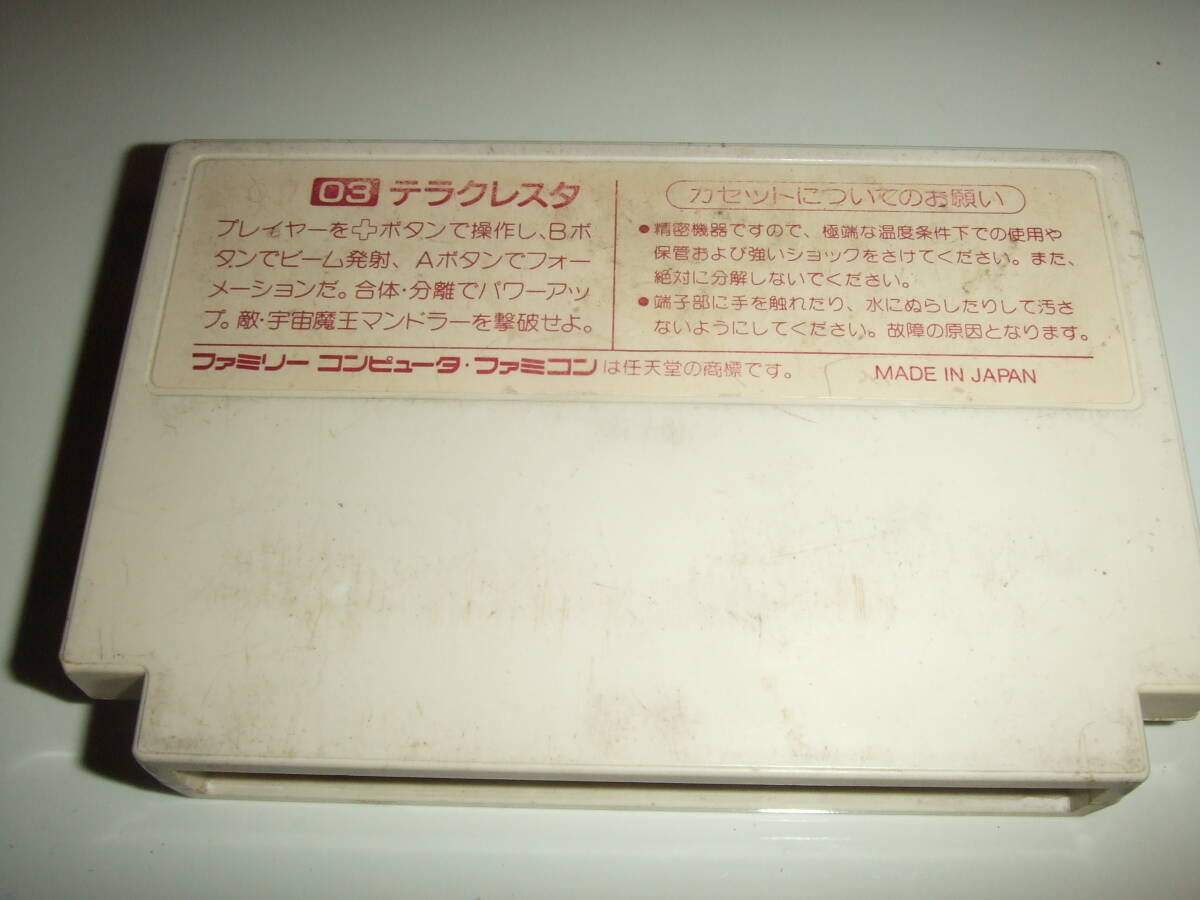 03 テラクレスタ
プレイヤーを✚ボタンで操作し、Bボ
タンでビーム発射、Aボタンでフォー
メーションだ。合体・分離でパワーアッ
プ。敵・宇宙魔王マンドラーを撃破せよ。
カセットについてのお願い
●精密機器ですので、極端な温度条件下での使用や
保管および強いショックをさけてください。また、
絶対に分解しないでください。
●端子部に手を触れたり、水にぬらしたりして汚さ
ないようにしてください。故障の原因となります。
ファミリー コンピュータ・ファミコンは任天堂の商標です。
MADE IN JAPAN